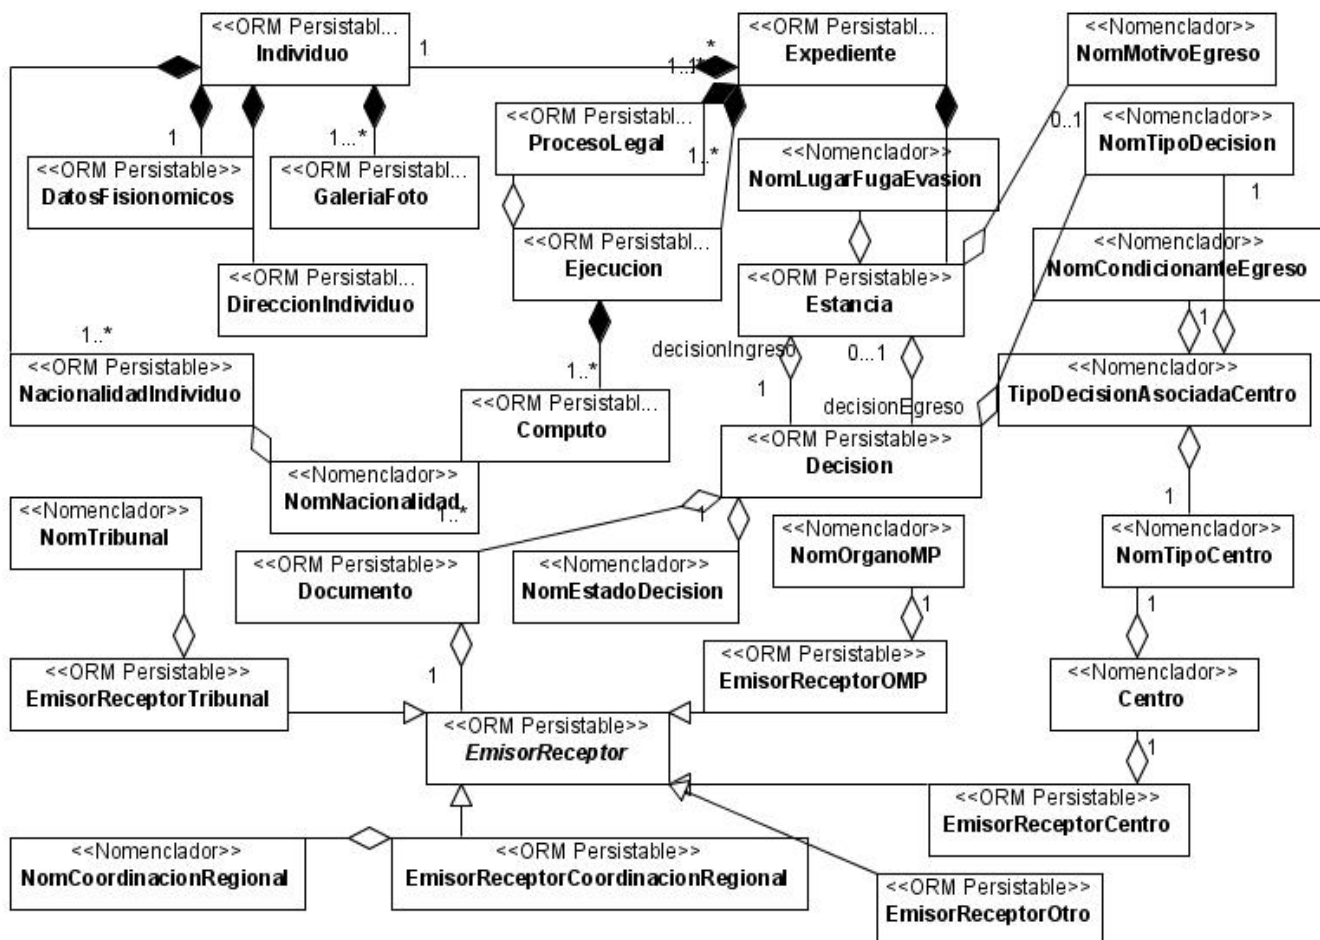 <<ORM Persistabl...
Individuo
1
1..1*
*
<<ORM Persistabl...
Expediente
<<Nomenclador>>
NomMotivoEgreso
<<ORM Persistabl...
ProcesoLegal
1..*
<<Nomenclador>>
NomLugarFugaEvasion
0...1
<<Nomenclador>>
NomTipoDecision
1
1
1...*
<<ORM Persistable>>
DatosFisionomicos
<<ORM Persistabl...
GaleriaFoto
<<ORM Persistabl...
Ejecucion
<<Nomenclador>>
NomCondicionanteEgreso
<<ORM Persistabl...
DireccionIndividuo
<<ORM Persistable>>
Estancia
1
1..*
decisionIngreso
0...1
<<ORM Persistable>>
NacionalidadIndividuo
1..*
1
decisionEgreso
<<Nomenclador>>
TipoDecisionAsociadaCentro
<<ORM Persistabl...
Computo
<<ORM Persistable>>
Decision
<<Nomenclador>>
NomNacionalidad
1..*
1
1
<<Nomenclador>>
NomTribunal
<<ORM Persistable>>
Documento
<<Nomenclador>>
NomEstadoDecision
<<Nomenclador>>
NomOrganoMP
<<Nomenclador>>
NomTipoCentro
1
1
<<ORM Persistable>>
EmisorReceptorTribunal
1
<<ORM Persistable>>
EmisorReceptorOMP
<<Nomenclador>>
Centro
<<ORM Persistable>>
EmisorReceptor
1
<<ORM Persistable>>
EmisorReceptorCentro
<<Nomenclador>>
NomCoordinacionRegional
<<ORM Persistable>>
EmisorReceptorCoordinacionRegional
<<ORM Persistable>>
EmisorReceptorOtro